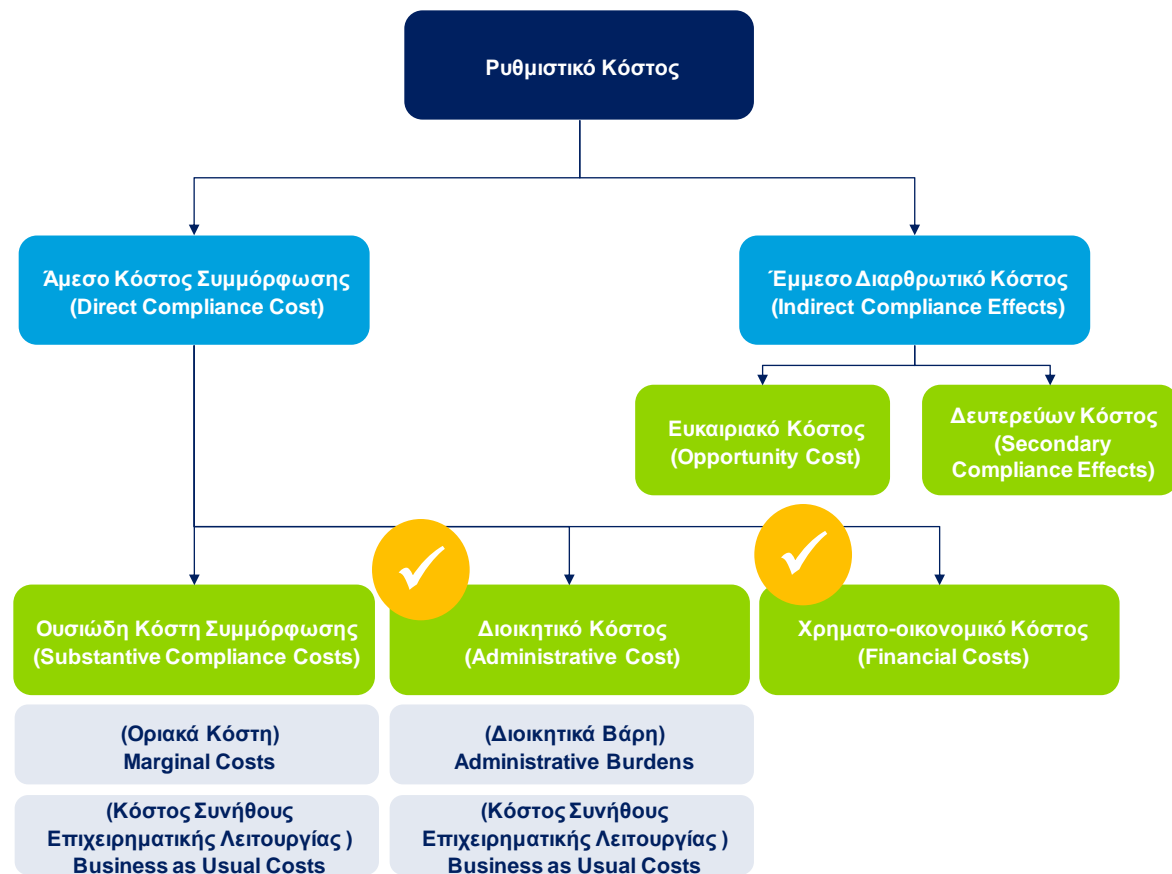 Ρυθμιστικό Κόστος
Άμεσο Κόστος Συμμόρφωσης
(Direct Compliance Cost)
Έμμεσο Διαρθρωτικό Κόστος
(Indirect Compliance Effects)
Ευκαιριακό Κόστος
(Opportunity Cost)
Δευτερεύων Κόστος
(Secondary
Compliance Effects)
Ουσιώδη Κόστη Συμμόρφωσης
(Substantive Compliance Costs)
Διοικητικό Κόστος
(Administrative Cost)
Χρηματο-οικονομικό Κόστος
(Financial Costs)
(Οριακά Κόστη)
Marginal Costs
(Διοικητικά Βάρη)
Administrative Burdens
(Κόστος Συνήθους
Επιχειρηματικής Λειτουργίας )
Business as Usual Costs
(Κόστος Συνήθους
Επιχειρηματικής Λειτουργίας )
Business as Usual Costs